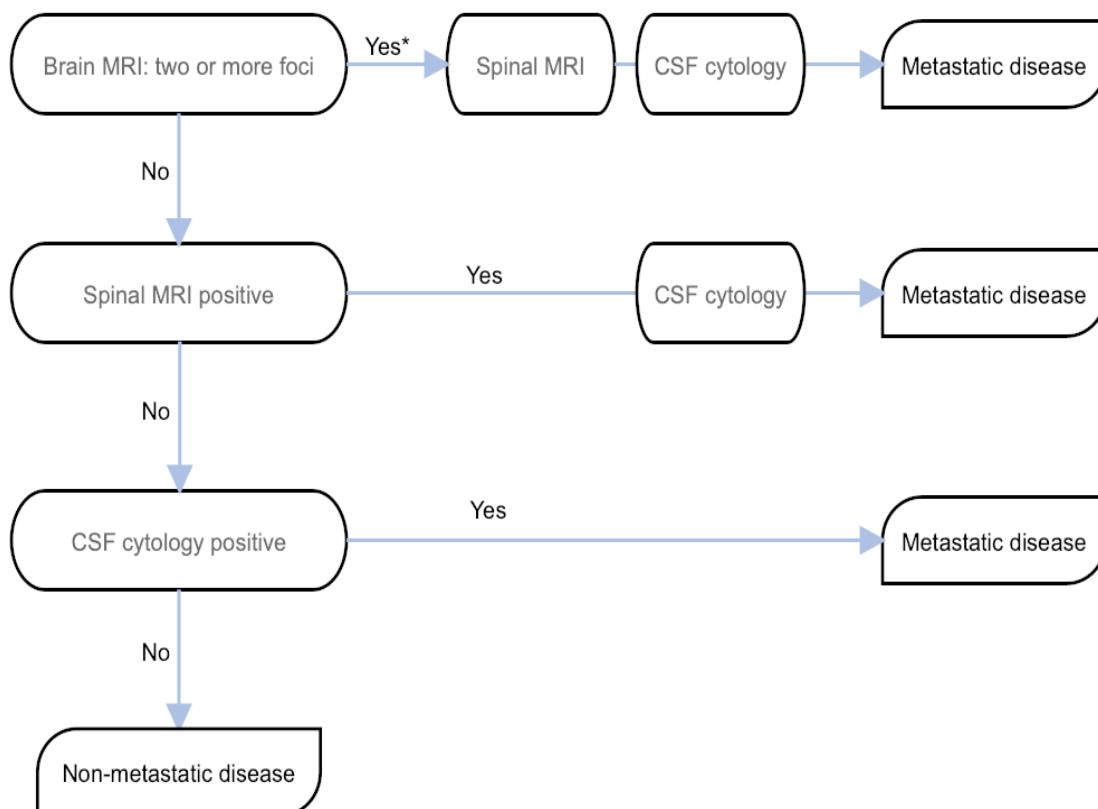 Brain MRI: two or more foci
Yes*
Spinal MRI
CSF cytology
Metastatic disease
No
Spinal MRI positive
Yes
CSF cytology
Metastatic disease
No
CSF cytology positive
Yes
Metastatic disease
No
Non-metastatic disease